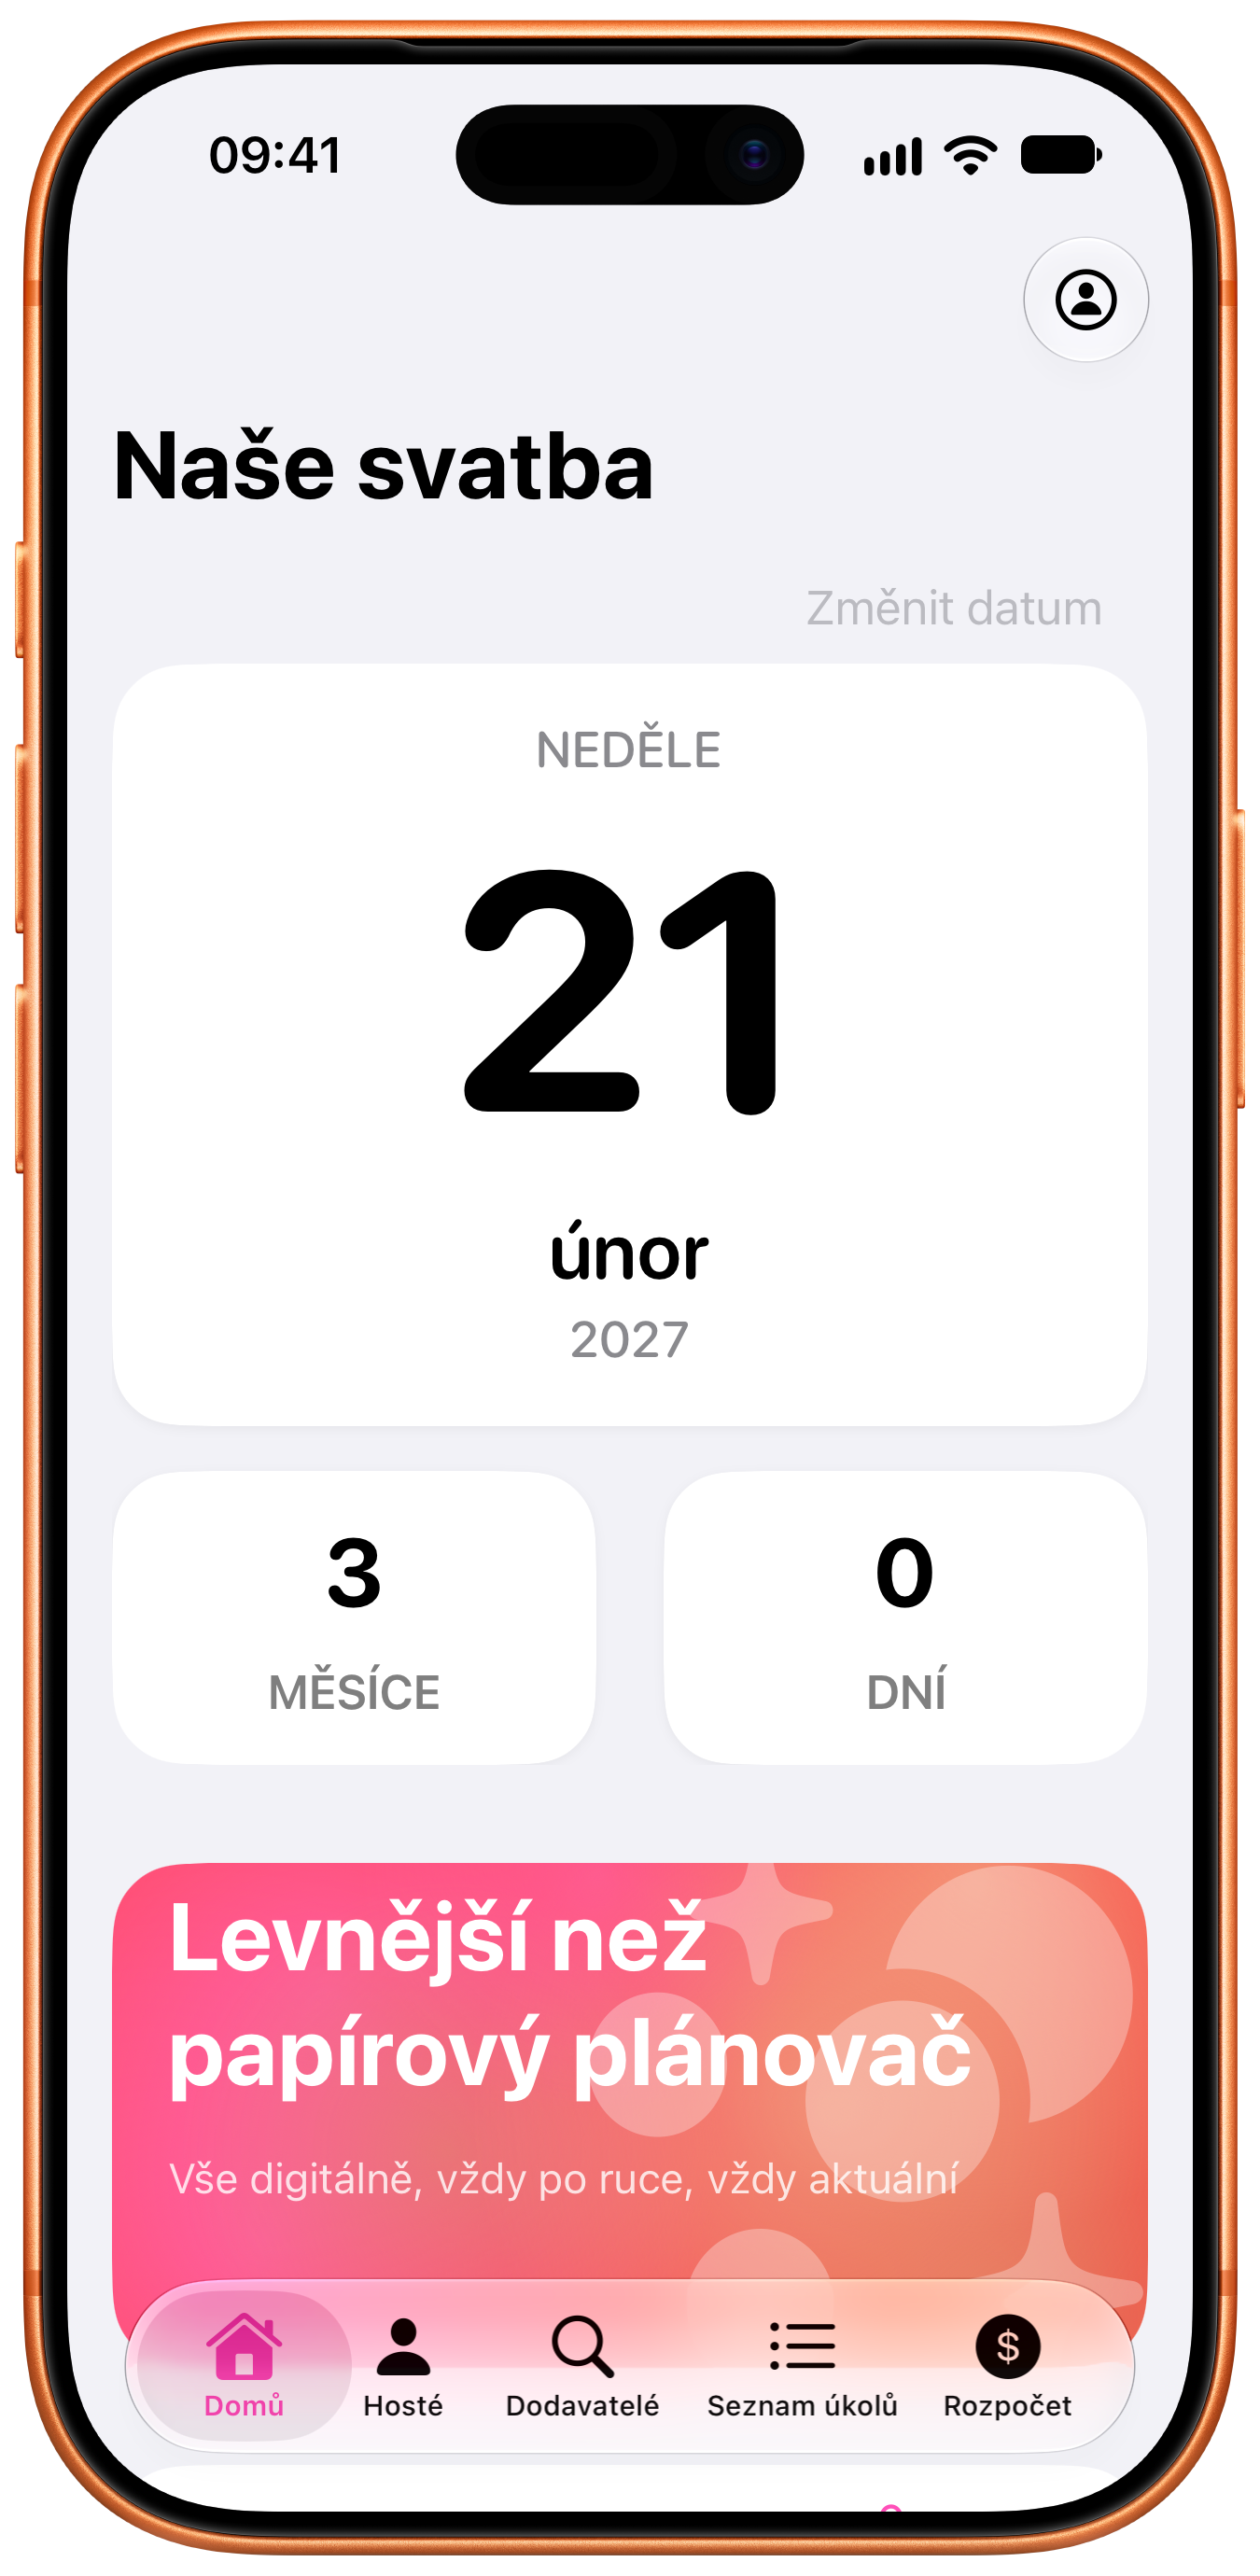 09:41
Naše svatba
Změnit datum
NEDĚLE
21
únor
2027
3
MĚSÍCE
0
DNÍ
Levnější než
papírový plánovač
Vše digitálně, vždy po ruce, vždy aktuální
$
Domů
Hosté
Dodavatelé
Seznam úkolů
Rozpočet